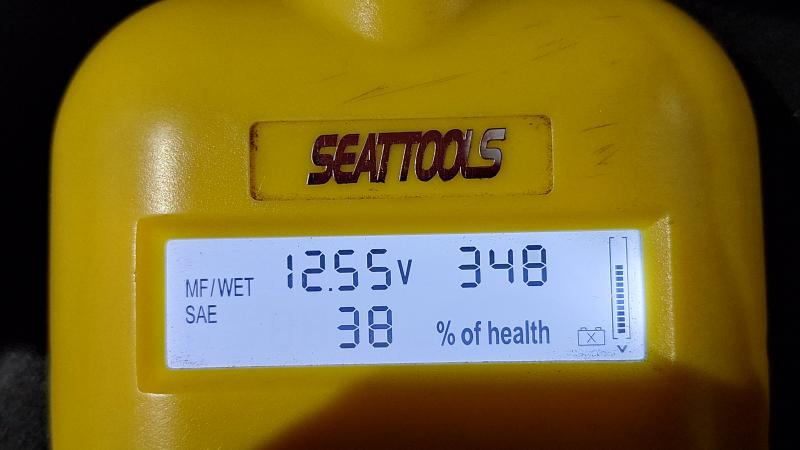 SEATTOOLS
MF/WET 12.55V 348
SAE 38 % of health